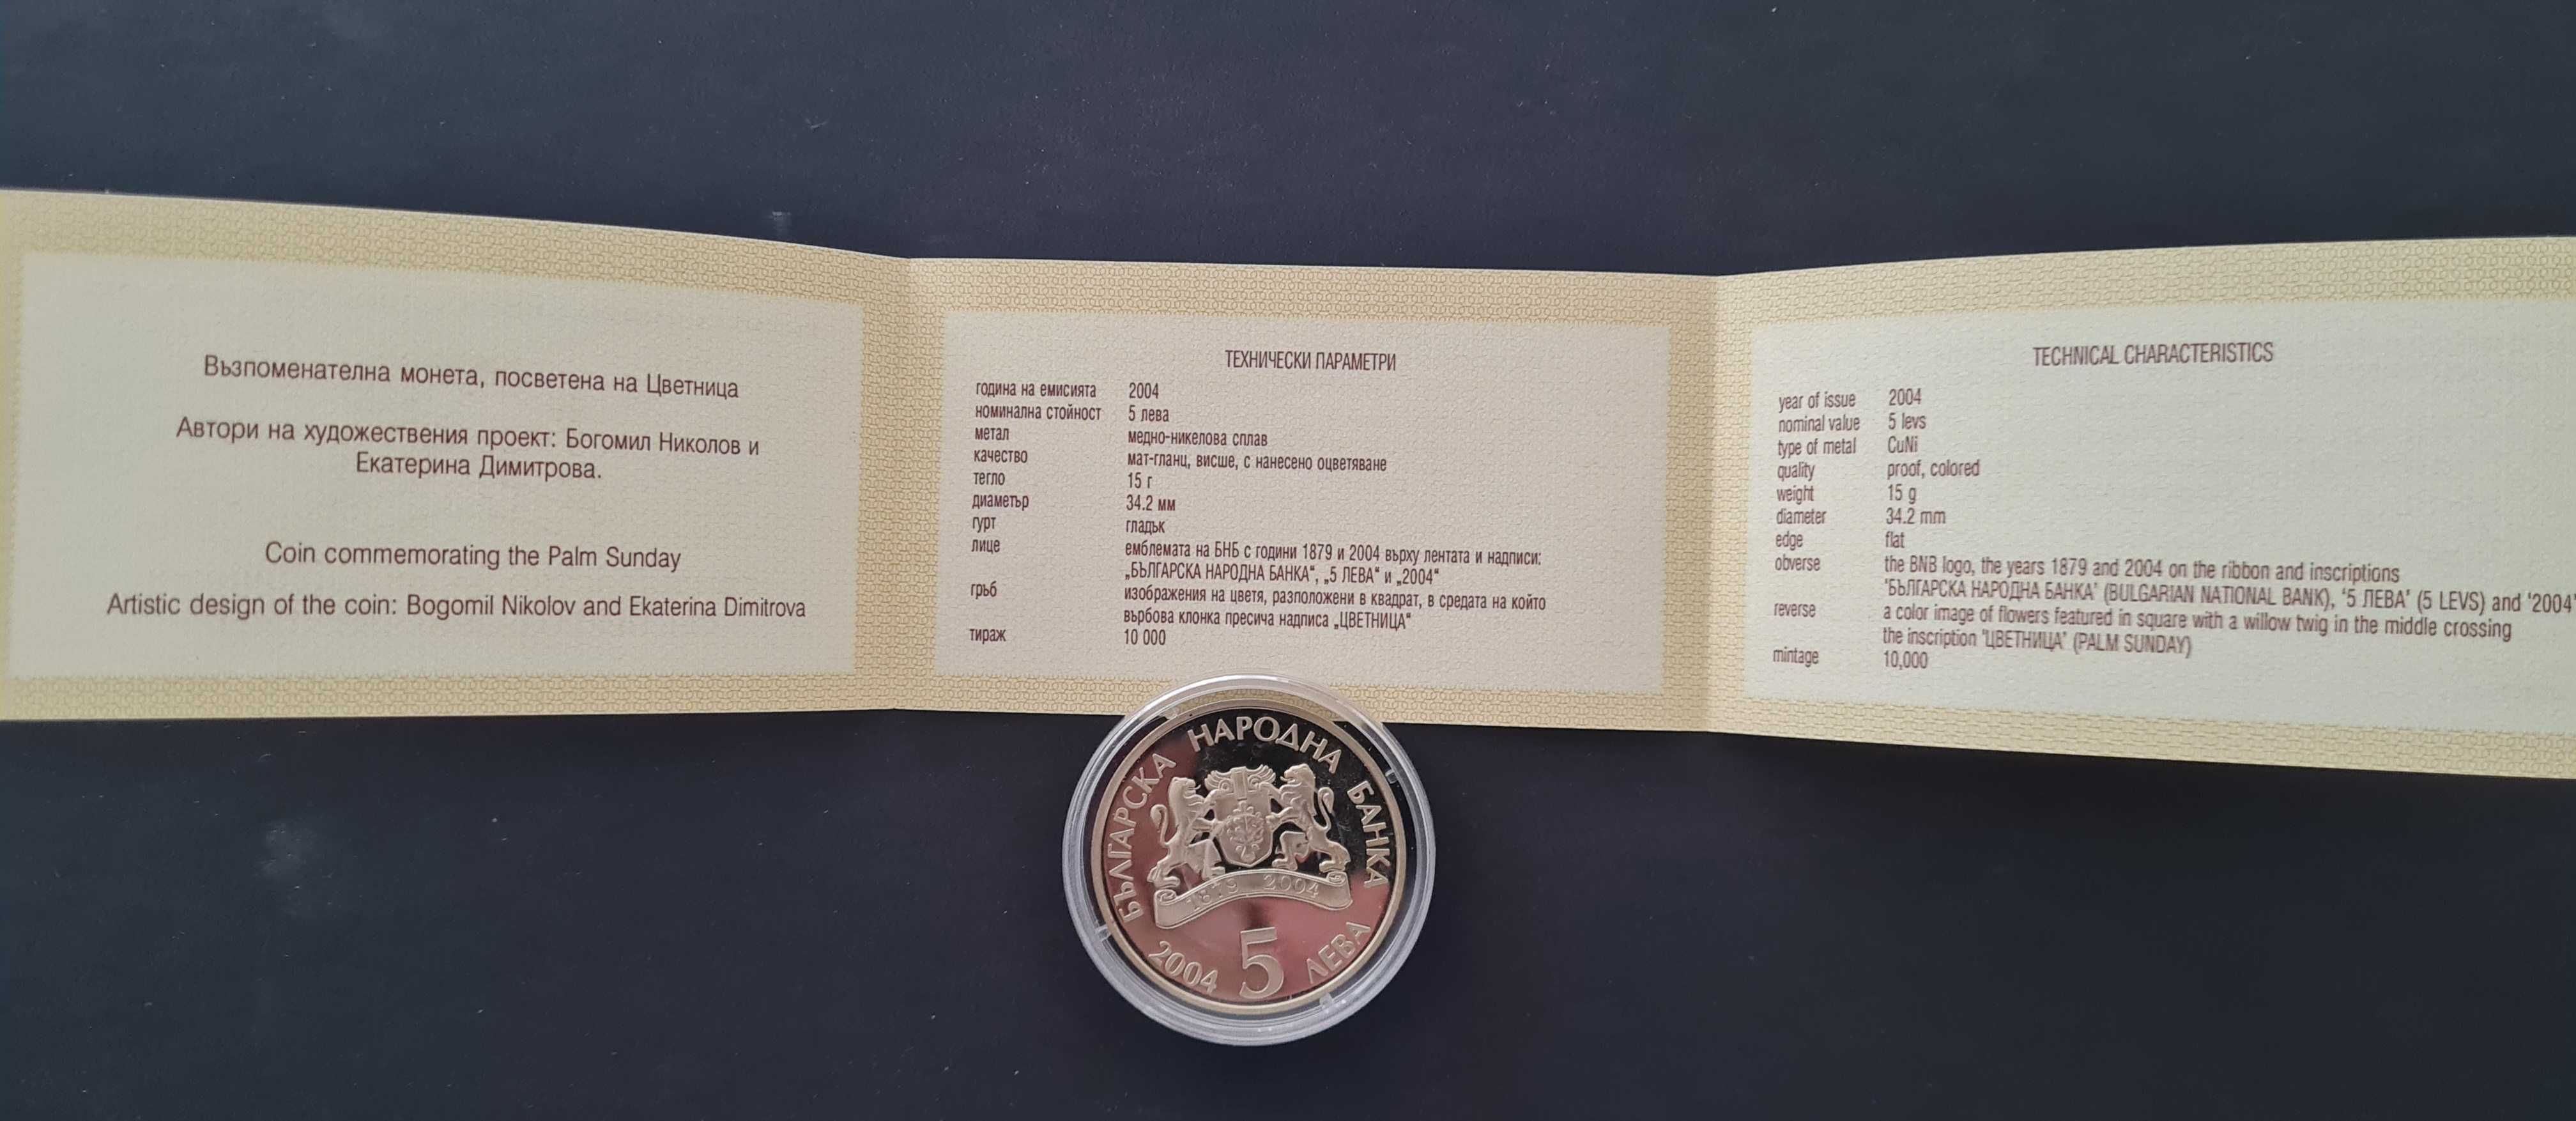 Възпоменателна монета, посветена на Цветница
Автори на художествения проект: Богомил Николов и
Екатерина Димитрова.
Coin commemorating the Palm Sunday
Artistic design of the coin: Bogomil Nikolov and Ekaterina Dimitrova
ТЕХНИЧЕСКИ ПАРАМЕТРИ
година на емисията 2004
номинална стойност 5 лева
метал медно-никелова сплав
качество мат-гланц, висше, с нанесено оцветяване
тегло 15 г
диаметър 34.2 мм
гурт гладък
лице емблемата на БНБ с години 1879 и 2004 върху лентата и надписи:
„БЪЛГАРСКА НАРОДНА БАНКА“, „5 ЛЕВА“ и „2004“
гръб изображения на цветя, разположени в квадрат, в средата на който
върбова клонка пресича надписа „ЦВЕТНИЦА“
тираж 10 000
TECHNICAL CHARACTERISTICS
year of issue 2004
nominal value 5 levs
type of metal CuNi
quality proof, colored
weight 15 g
diameter 34.2 mm
edge flat
obverse the BNB logo, the years 1879 and 2004 on the ribbon and inscriptions
'БЪЛГАРСКА НАРОДНА БАНКА' (BULGARIAN NATIONAL BANK), '5 ЛЕВА' (5 LEVS) and '2004'
reverse a color image of flowers featured in square with a willow twig in the middle crossing
the inscription 'ЦВЕТНИЦА' (PALM SUNDAY)
mintage 10,000
БЪЛГАРСКА НАРОДНА БАНКА
1879 2004
2004 5 ЛЕВА